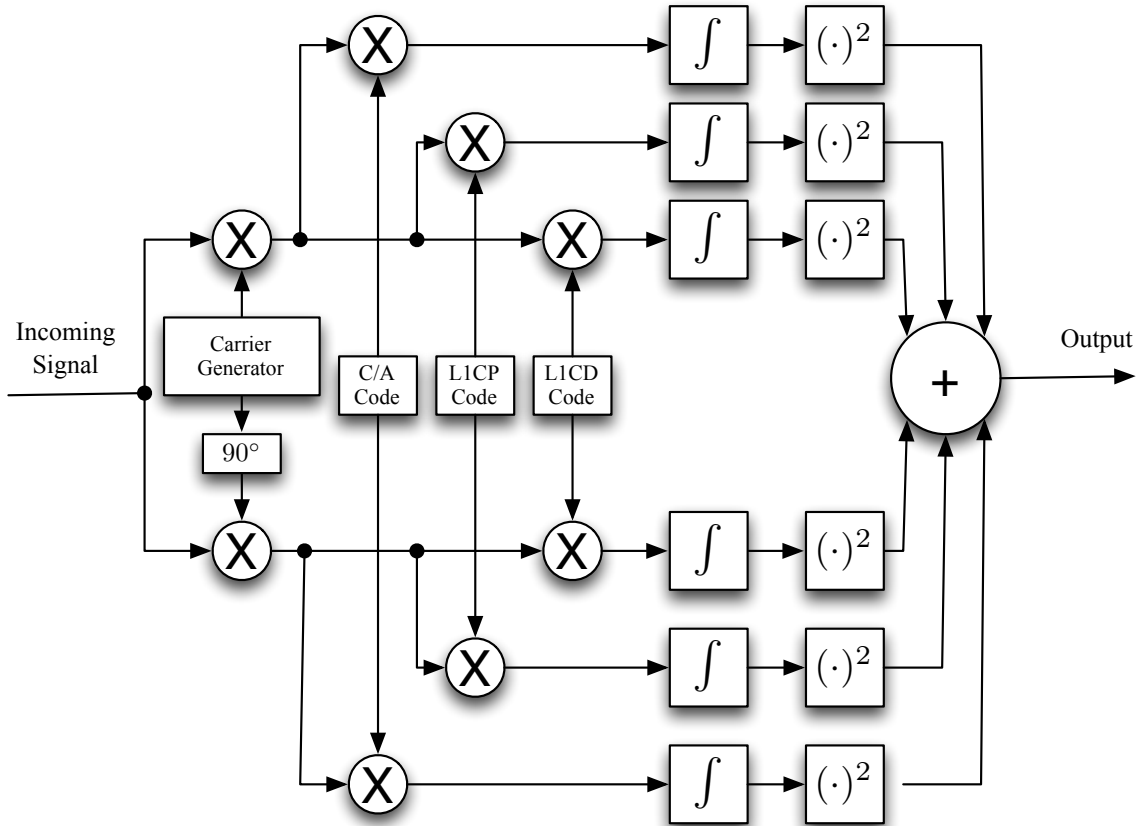 X ∫ (·)²
X ∫ (·)²
X X ∫ (·)²
Incoming
Signal
Carrier
Generator
C/A
Code
L1CP
Code
L1CD
Code
+
Output
90°
X X ∫ (·)²
X ∫ (·)²
X ∫ (·)²